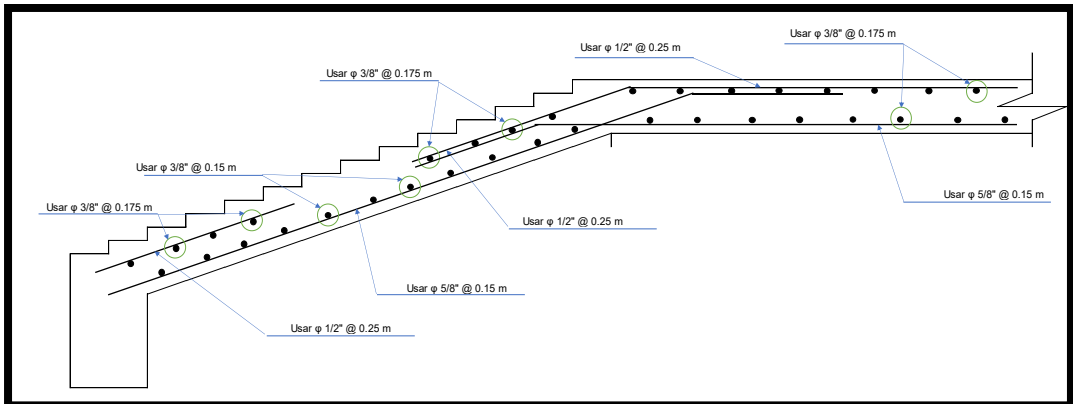 Usar φ 3/8" @ 0.175 m
Usar φ 1/2" @ 0.25 m
Usar φ 3/8" @ 0.175 m
Usar φ 3/8" @ 0.15 m
Usar φ 5/8" @ 0.15 m
Usar φ 3/8" @ 0.175 m
Usar φ 1/2" @ 0.25 m
Usar φ 5/8" @ 0.15 m
Usar φ 1/2" @ 0.25 m